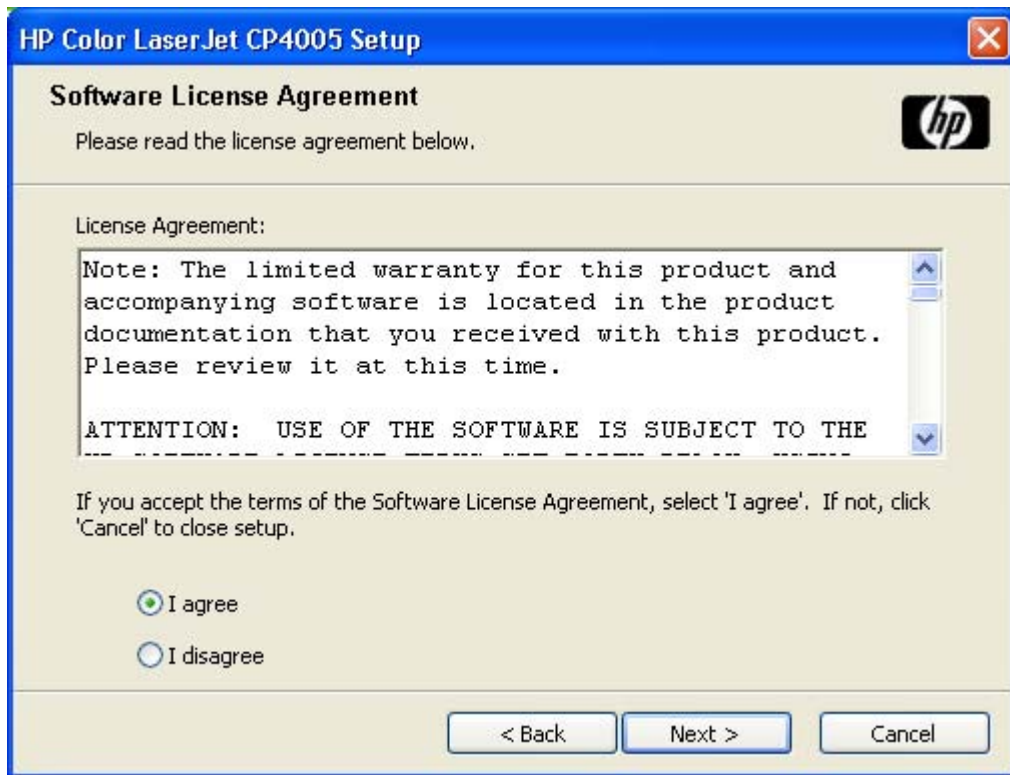 HP Color LaserJet CP4005 Setup
Software License Agreement
Please read the license agreement below.
hp
License Agreement:
Note: The limited warranty for this product and
accompanying software is located in the product
documentation that you received with this product.
Please review it at this time.
ATTENTION:  USE OF THE SOFTWARE IS SUBJECT TO THE
If you accept the terms of the Software License Agreement, select 'I agree'.  If not, click
'Cancel' to close setup.
I agree
I disagree
< Back
Next >
Cancel